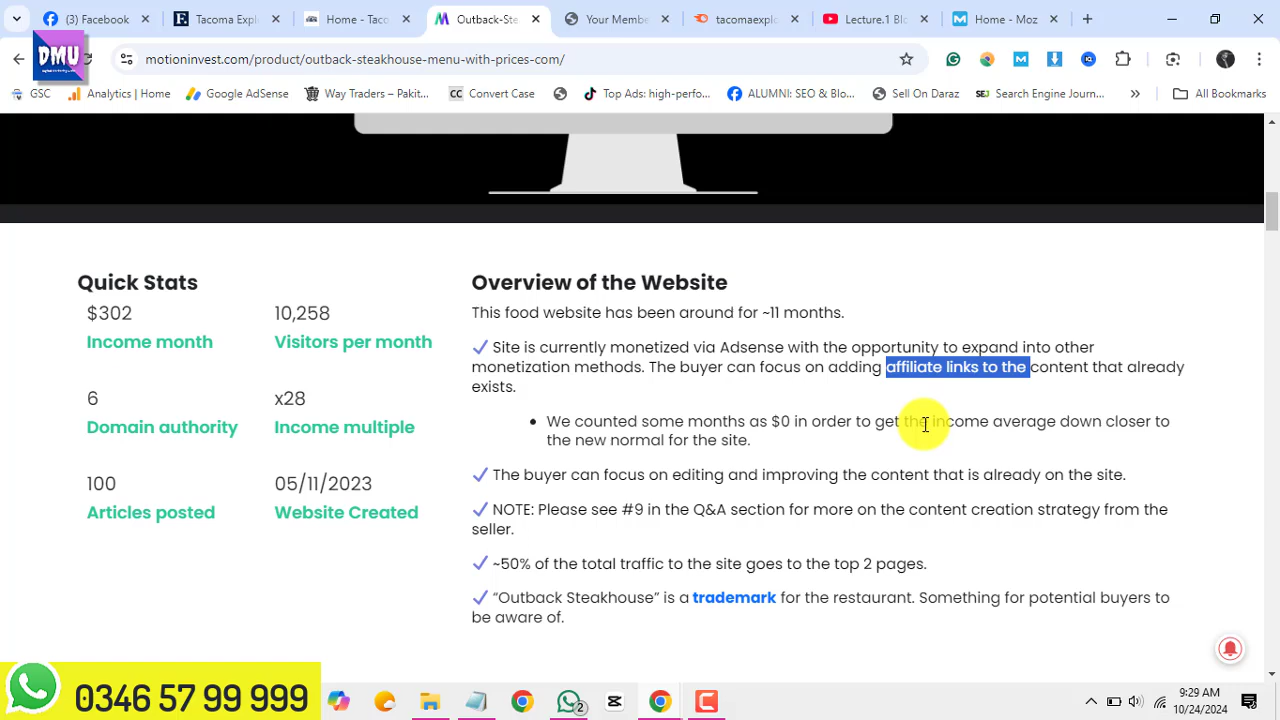 (3) Facebook
Tacoma Expl
Home - Taco
Outback-Ste
Your Membe
tacomaexplo
Lecture.1 Bl
Home - Moz
DMU
motioninvest.com/product/outback-steakhouse-menu-with-prices-com/
GSC
Analytics | Home
Google AdSense
Way Traders – Pakit...
CC Convert Case
Top Ads: high-perfo...
ALUMNI: SEO & Blo...
Sell On Daraz
SEJ Search Engine Journ...
All Bookmarks
Quick Stats
$302
10,258
Income month
Visitors per month
6
x28
Domain authority
Income multiple
100
05/11/2023
Articles posted
Website Created
Overview of the Website
This food website has been around for ~11 months.
Site is currently monetized via Adsense with the opportunity to expand into other
monetization methods. The buyer can focus on adding affiliate links to the content that already
exists.
We counted some months as $0 in order to get the income average down closer to
the new normal for the site.
The buyer can focus on editing and improving the content that is already on the site.
NOTE: Please see #9 in the Q&A section for more on the content creation strategy from the
seller.
~50% of the total traffic to the site goes to the top 2 pages.
“Outback Steakhouse” is a trademark for the restaurant. Something for potential buyers to
be aware of.
0346 57 99 999
2
9:29 AM
10/24/2024